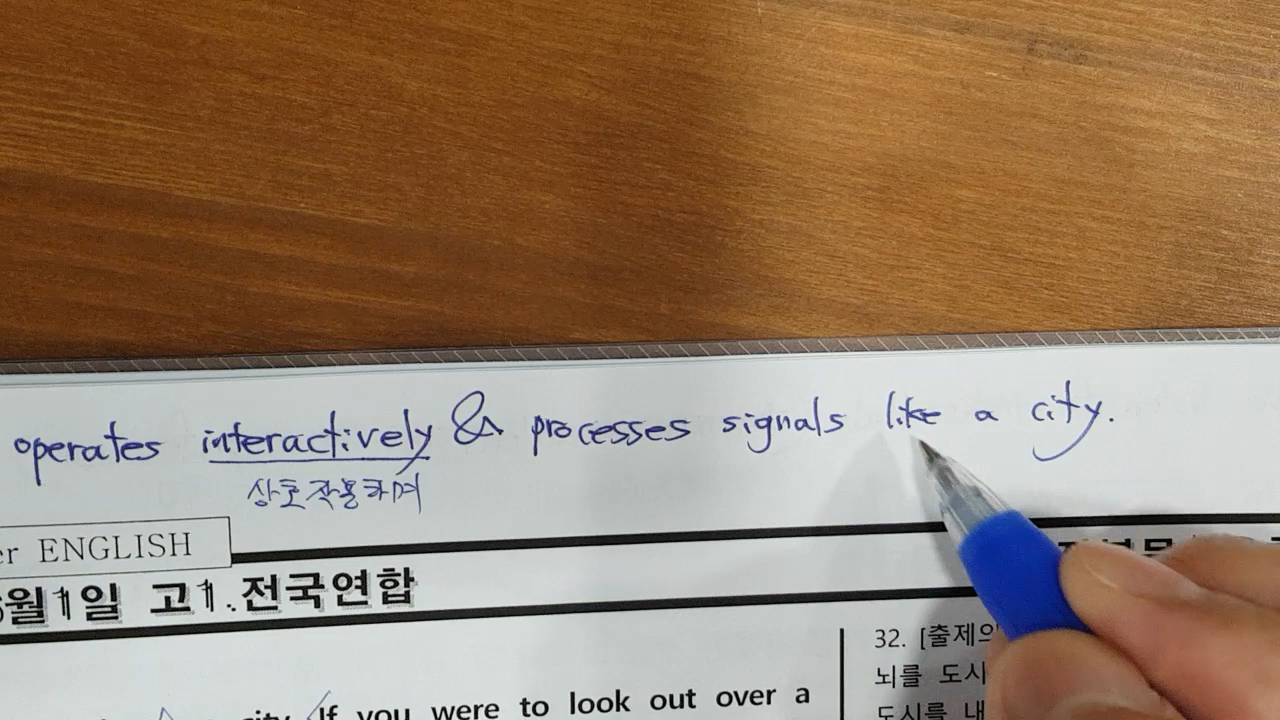 operates interactively & processes signals like a city.
상호작용하며
er ENGLISH
6월1일 고1.전국연합
32. [출제의
city. If you were to look out over a
뇌를 도시
도시를 내